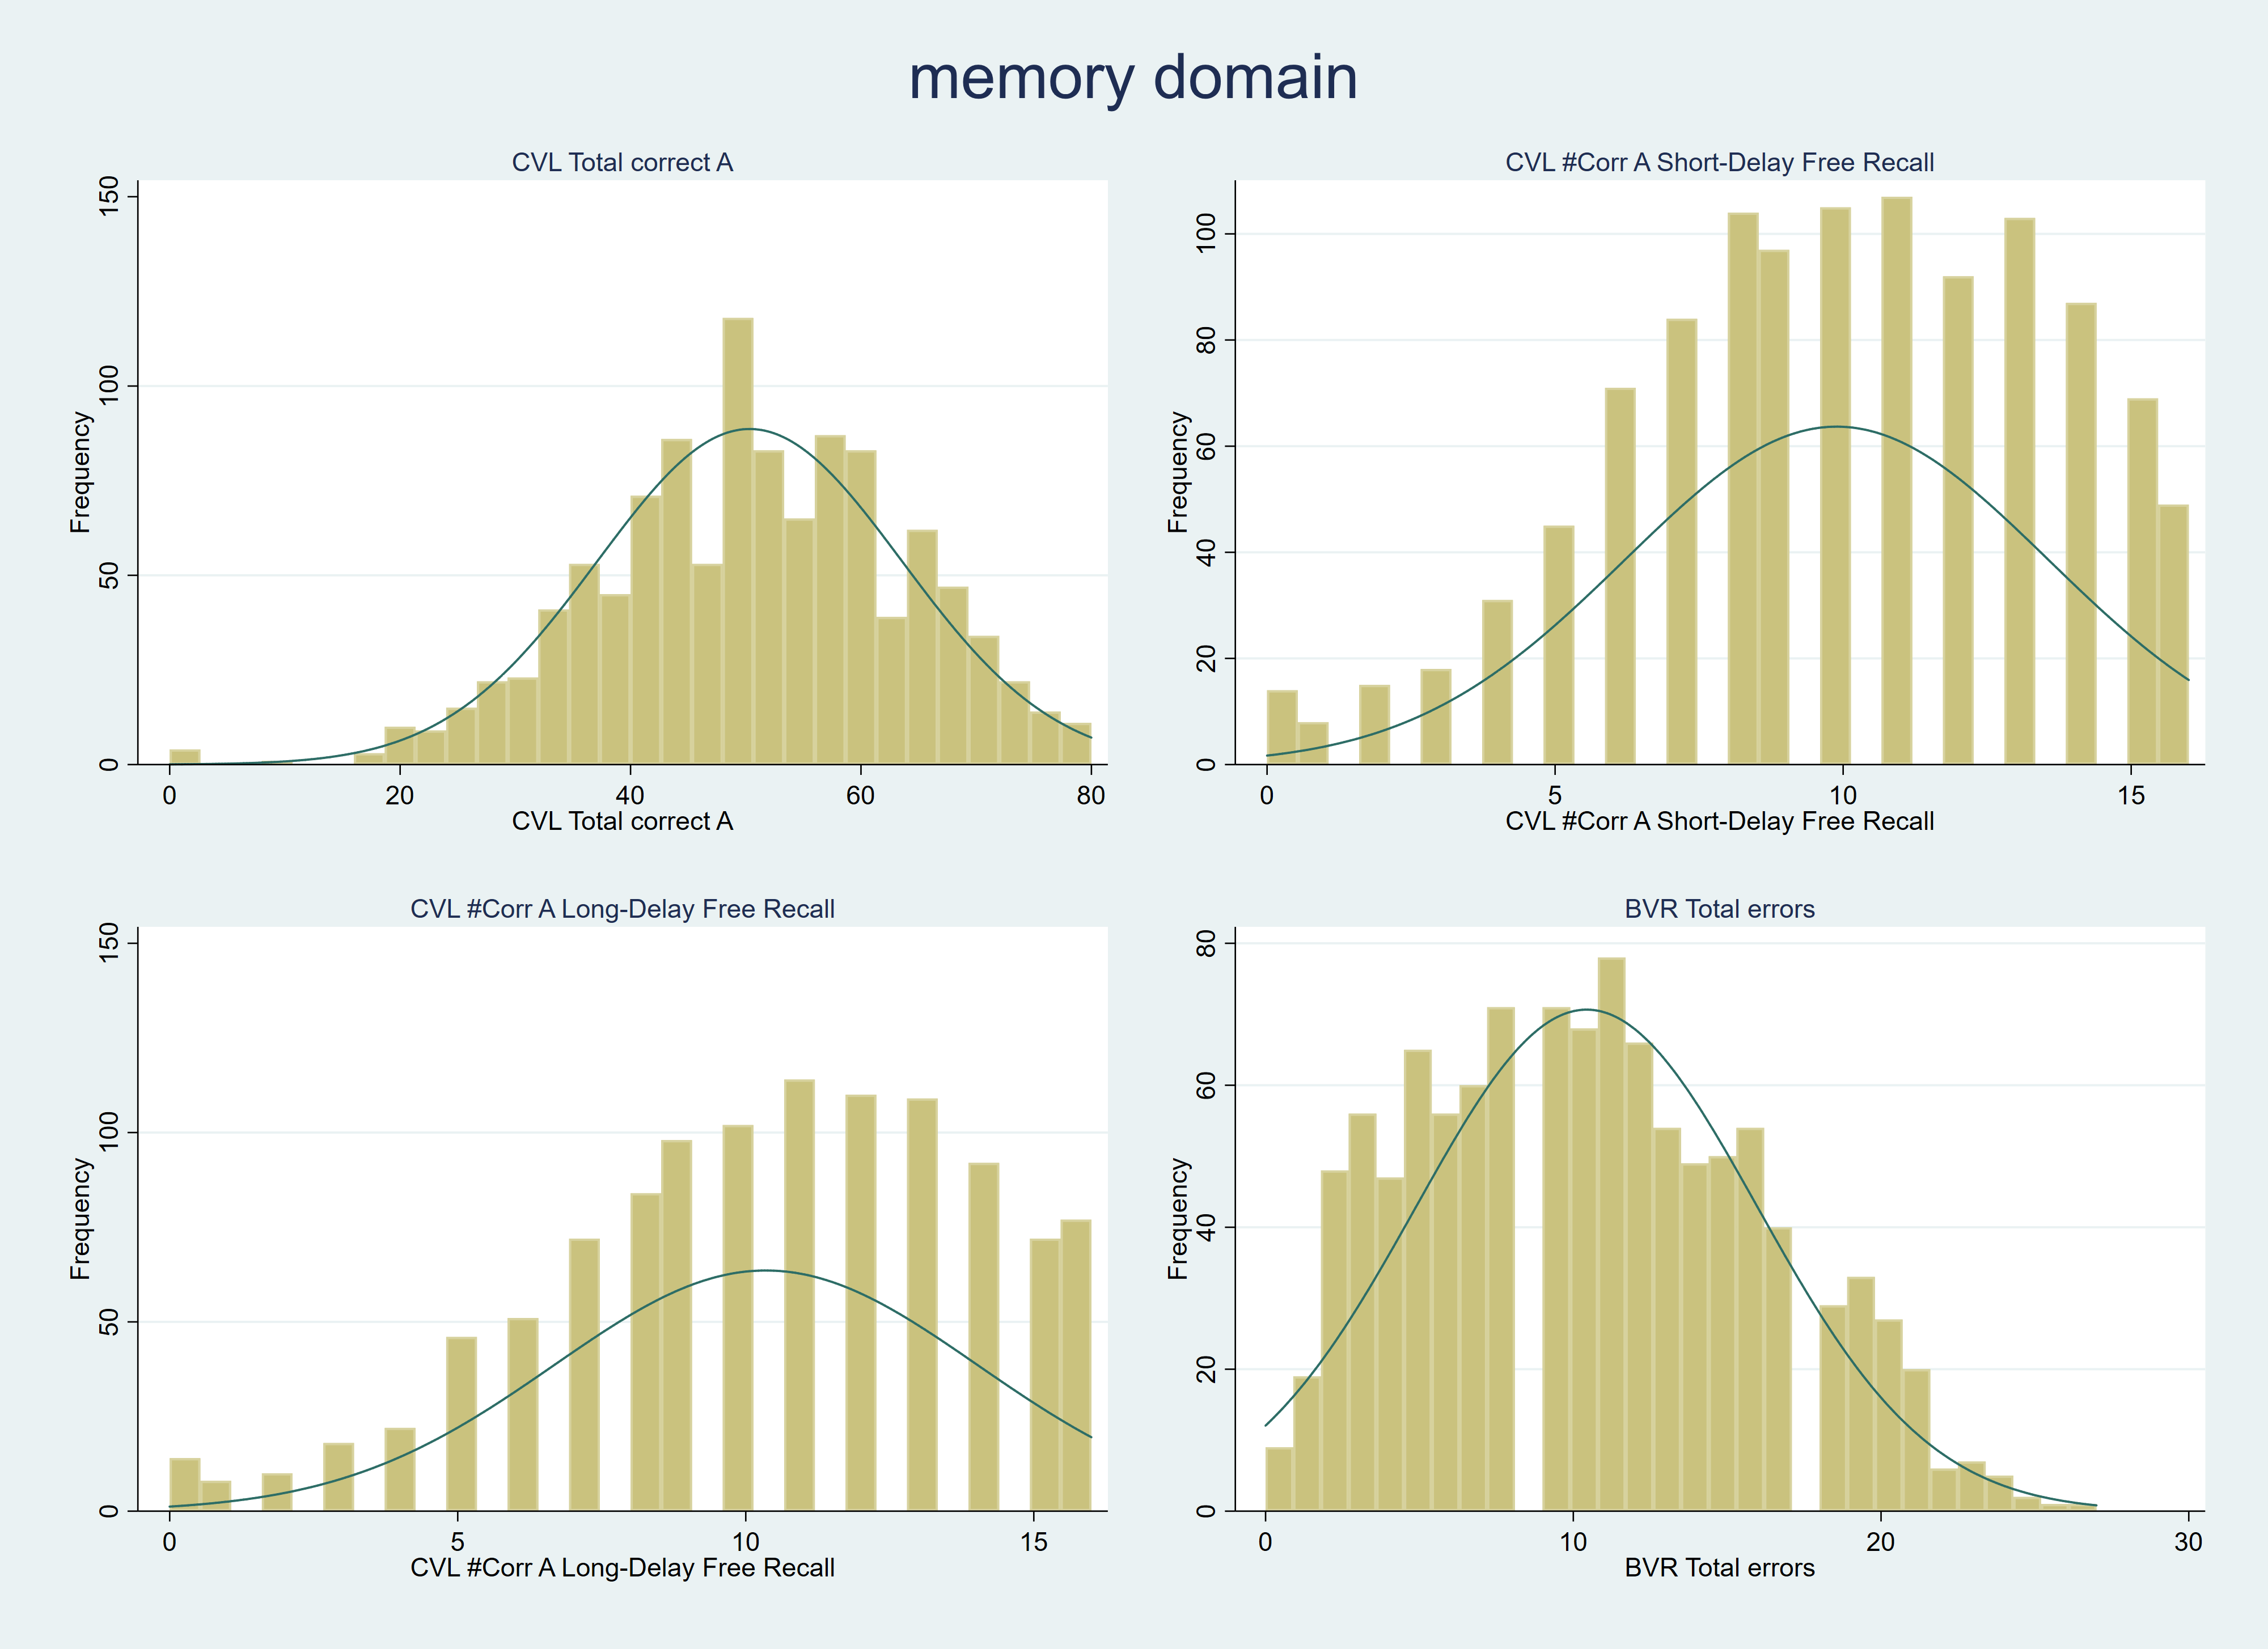 memory domain
CVL Total correct A
150
100
50
0
Frequency
0 20 40 60 80
CVL Total correct A
CVL #Corr A Short-Delay Free Recall
100
80
60
40
20
0
Frequency
0 5 10 15
CVL #Corr A Short-Delay Free Recall
CVL #Corr A Long-Delay Free Recall
150
100
50
0
Frequency
0 5 10 15
CVL #Corr A Long-Delay Free Recall
BVR Total errors
80
60
40
20
0
Frequency
0 10 20 30
BVR Total errors